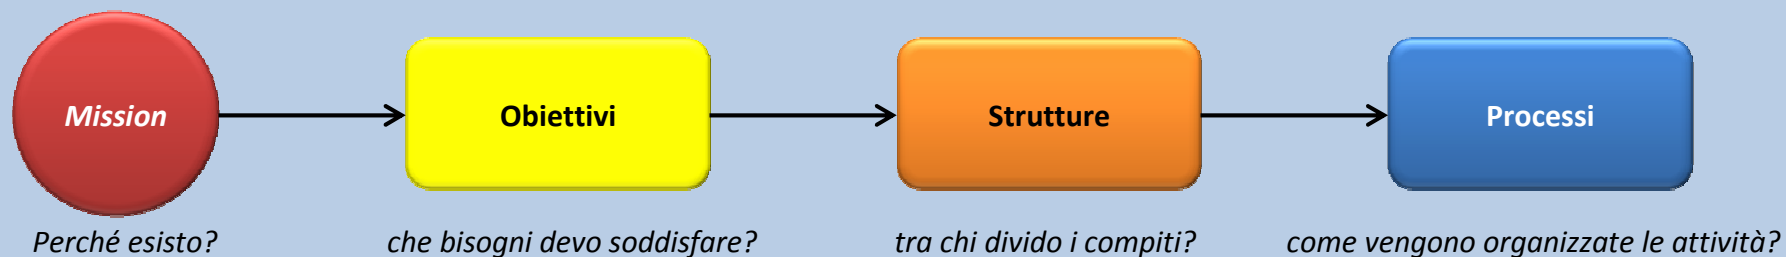 Mission
Obiettivi
Strutture
Processi
Perché esisto?
che bisogni devo soddisfare?
tra chi divido i compiti?
come vengono organizzate le attività?